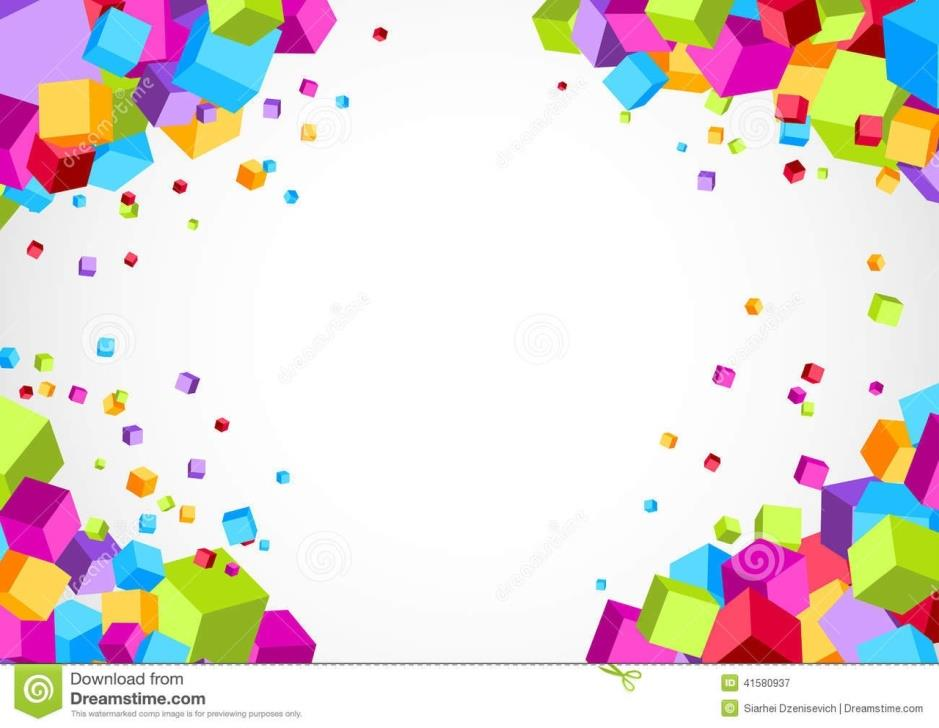 Download from
Dreamstime.com
This watermarked comp image is for previewing purposes only.
ID 41580937
Siarhei Dzenisevich | Dreamstime.com